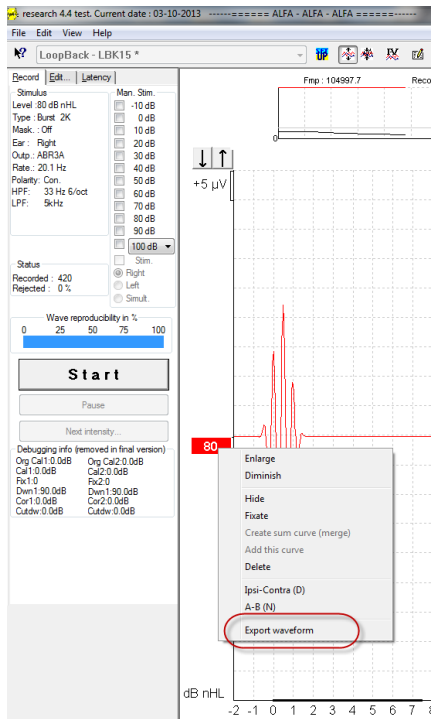 research 4.4 test. Current date : 03-10-2013 ------====== ALFA - ALFA - ALFA ======------
File Edit View Help
LoopBack - LBK15 *
UP
Record Edit... Latency
Stimulus
Level :80 dB nHL
Type : Burst 2K
Mask. : Off
Ear : Right
Outp.: ABR3A
Rate.: 20.1 Hz
Polarity: Con.
HPF: 33 Hz 6/oct
LPF: 5kHz
Man. Stim.
-10 dB
0 dB
10 dB
20 dB
30 dB
40 dB
50 dB
60 dB
70 dB
80 dB
90 dB
100 dB
Stim.
Right
Left
Simult.
Status
Recorded : 420
Rejected : 0 %
Wave reproducibility in %
0 25 50 75 100
Start
Pause
Next intensity...
Debugging info (removed in final version)
Org Cal1:0.0dB Org Cal2:0.0dB
Cal1:0.0dB Cal2:0.0dB
Fix1:0 Fix2:0
Dwn1:90.0dB Dwn1:90.0dB
Cor1:0.0dB Cor2:0.0dB
Cutdw:0.0dB Cutdw:0.0dB
Fmp : 104997.7 Reco
0
+5 µV
80
Enlarge
Diminish
Hide
Fixate
Create sum curve (merge)
Add this curve
Delete
Ipsi-Contra (D)
A-B (N)
Export waveform
dB nHL
-2 -1 0 1 2 3 4 5 6 7 8